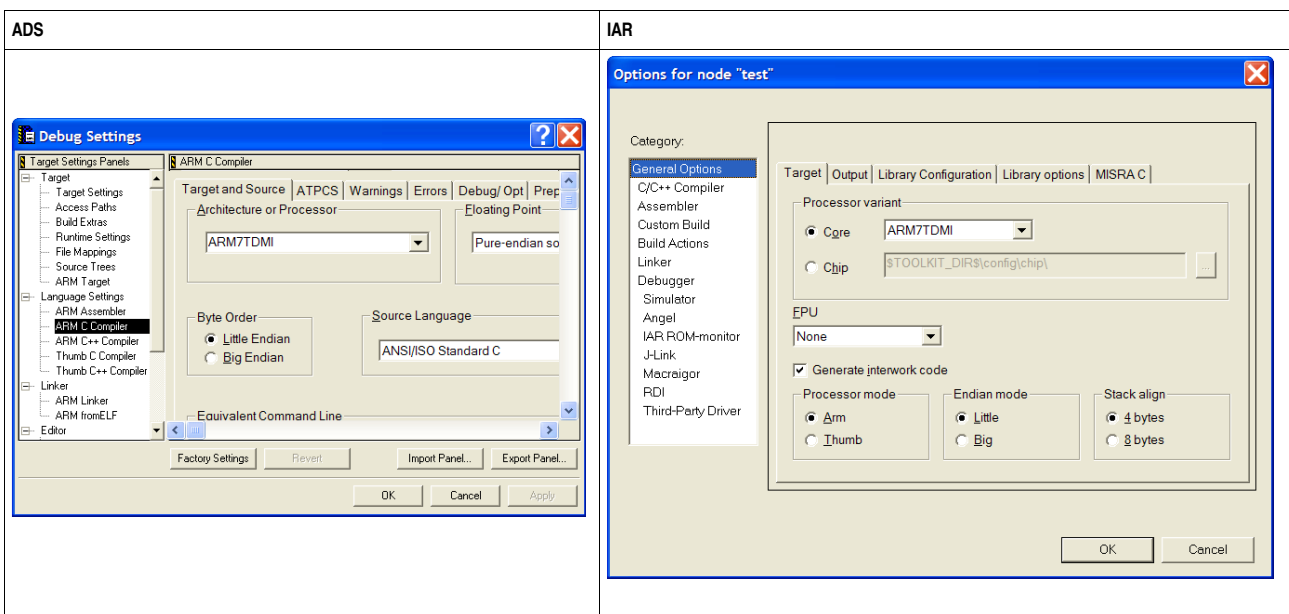 ADS
IAR
Debug Settings
Target Settings Panels
Target
Target Settings
Access Paths
Build Extras
Runtime Settings
File Mappings
Source Trees
ARM Target
Language Settings
ARM Assembler
ARM C Compiler
ARM C++ Compiler
Thumb C Compiler
Thumb C++ Compiler
Linker
ARM Linker
ARM fromELF
Editor
ARM C Compiler
Target and Source ATPCS Warnings Errors Debug/ Opt Prep
Architecture or Processor
ARM7TDMI
Floating Point
Pure-endian so
Byte Order
Little Endian
Big Endian
Source Language
ANSI/ISO Standard C
Equivalent Command Line
Factory Settings Revert Import Panel... Export Panel...
OK Cancel Apply
Options for node "test"
Category:
General Options
C/C++ Compiler
Assembler
Custom Build
Build Actions
Linker
Debugger
Simulator
Angel
IAR ROM-monitor
J-Link
Macraigor
RDI
Third-Party Driver
Target Output Library Configuration Library options MISRA C
Processor variant
Core ARM7TDMI
Chip $TOOLKIT_DIR$\config\chip\ ...
FPU
None
Generate interwork code
Processor mode
Arm
Thumb
Endian mode
Little
Big
Stack align
4 bytes
8 bytes
OK Cancel